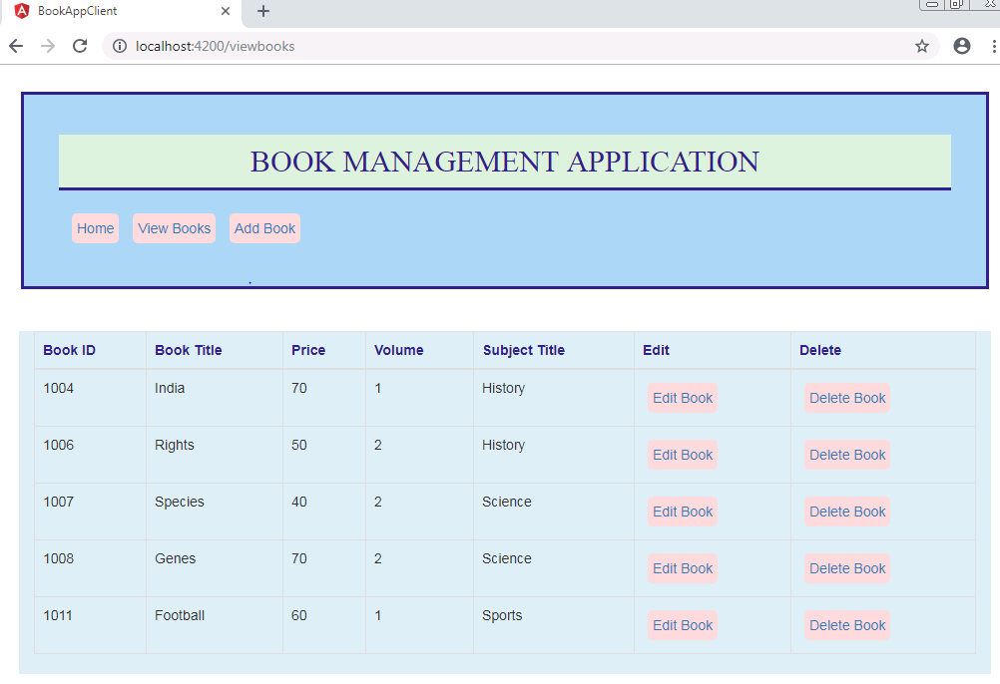 BookAppClient
localhost:4200/viewbooks
BOOK MANAGEMENT APPLICATION
Home View Books Add Book
.
Book ID Book Title Price Volume Subject Title Edit Delete
1004 India 70 1 History Edit Book Delete Book
1006 Rights 50 2 History Edit Book Delete Book
1007 Species 40 2 Science Edit Book Delete Book
1008 Genes 70 2 Science Edit Book Delete Book
1011 Football 60 1 Sports Edit Book Delete Book